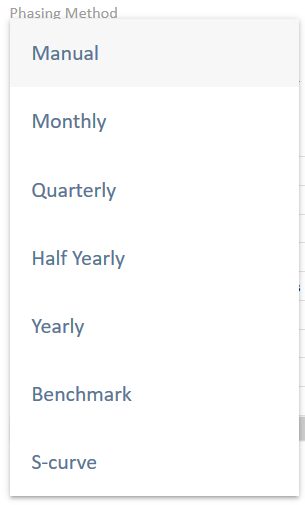 Phasing Method
Manual
Monthly
Quarterly
Half Yearly
Yearly
Benchmark
S-curve